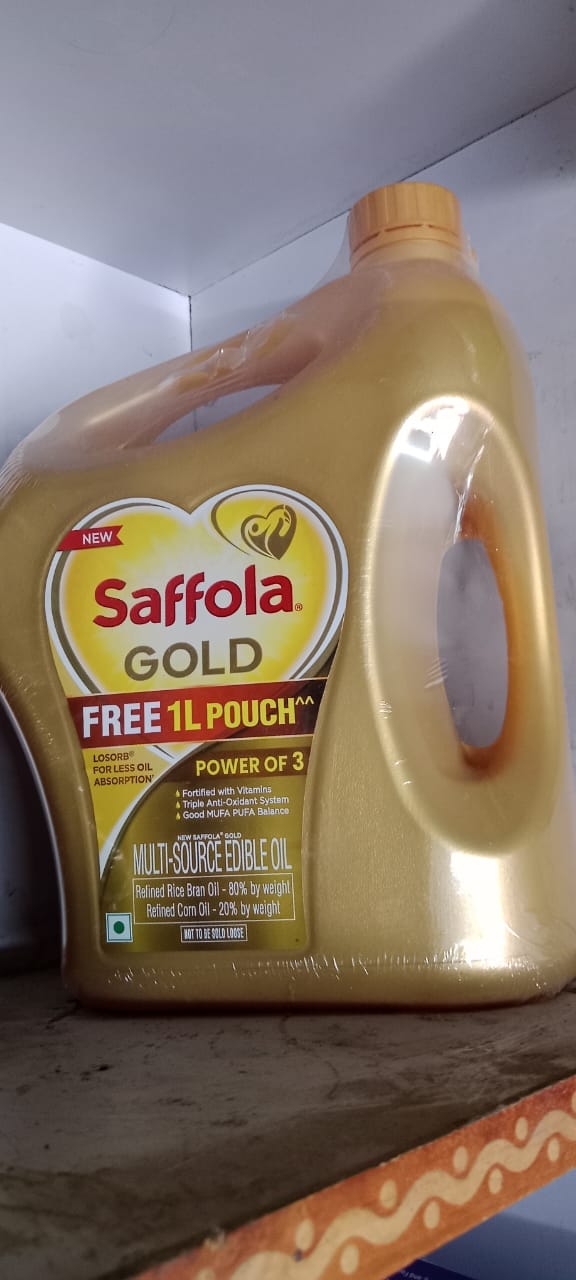 NEW
Saffola®
GOLD
FREE 1L POUCH^^
LOSORB®
FOR LESS OIL
ABSORPTION
POWER OF 3
Fortified with Vitamins
Triple Anti-Oxidant System
Good MUFA PUFA Balance
NEW SAFFOLA® GOLD
MULTI-SOURCE EDIBLE OIL
Refined Rice Bran Oil - 80% by weight
Refined Corn Oil - 20% by weight
NOT TO BE SOLD LOOSE